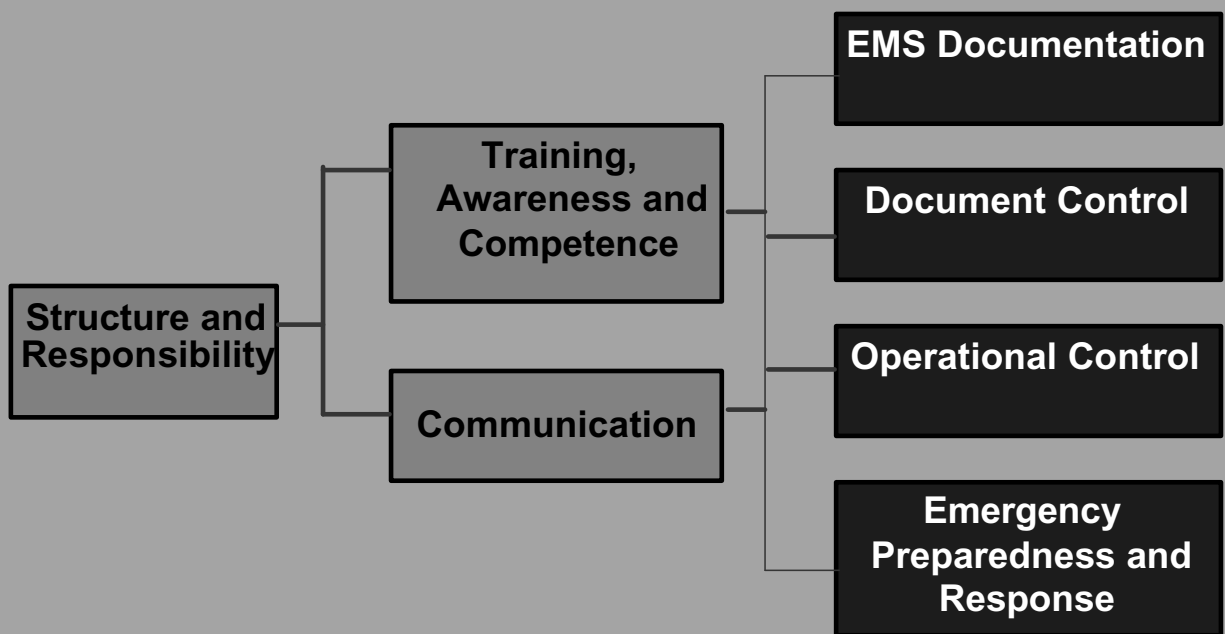 Structure and
Responsibility
Training,
Awareness and
Competence
Communication
EMS Documentation
Document Control
Operational Control
Emergency
Preparedness and
Response